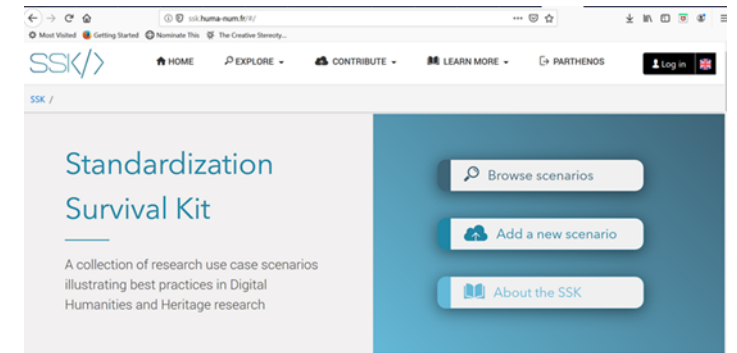 ssk.huma-num.fr/#/
Most Visited Getting Started Nominate This The Creative Stereoty...
SSK</> HOME EXPLORE CONTRIBUTE LEARN MORE PARTHENOS Log in
SSK /
Standardization
Survival Kit
A collection of research use case scenarios
illustrating best practices in Digital
Humanities and Heritage research
Browse scenarios
Add a new scenario
About the SSK